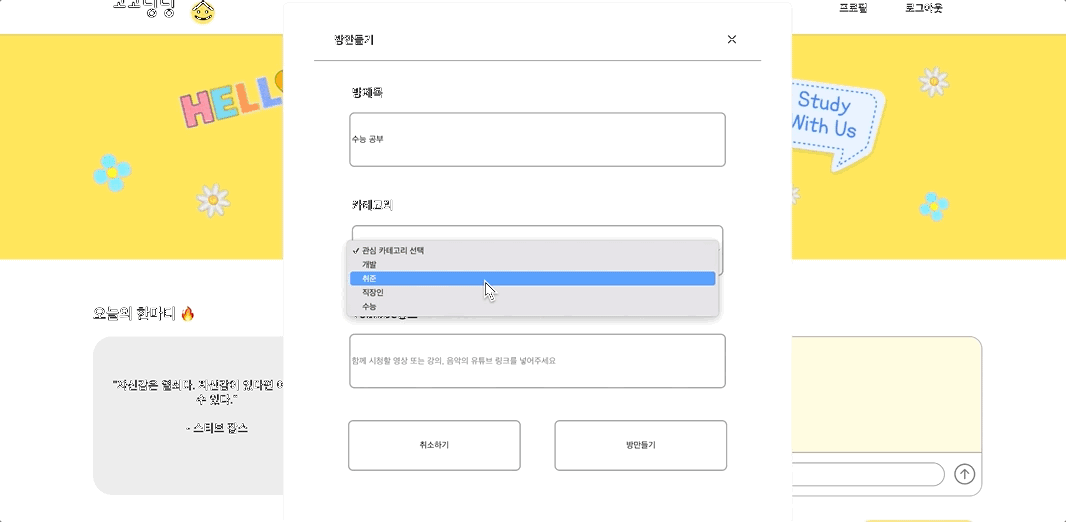 프로필
로그아웃
방만들기
HELLO
Study
With Us
방제목
수능 공부
카테고리
✓ 관심 카테고리 선택
개발
취준
직장인
수능
오늘의 한마디 🔥
함께 시청할 영상 또는 강의, 음악의 유튜브 링크를 넣어주세요
"자신감은 열쇠다. 자신감이 있다면
수 있다."
- 스티브 잡스
취소하기
방만들기